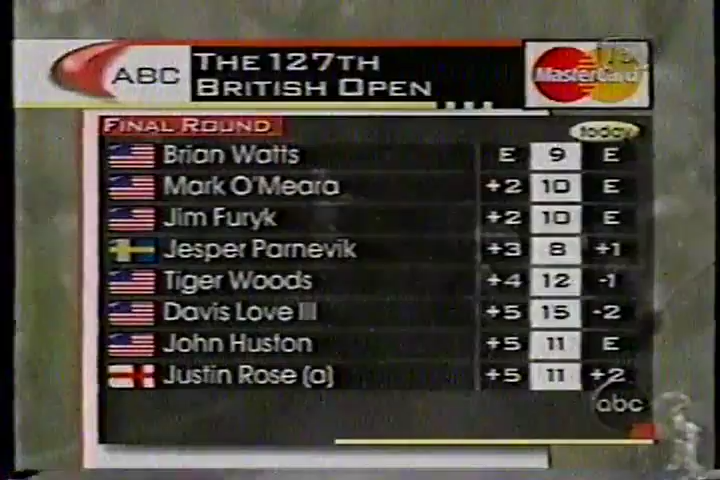 ABC THE 127TH BRITISH OPEN MasterCard
FINAL ROUND today
Brian Watts E 9 E
Mark O'Meara +2 10 E
Jim Furyk +2 10 E
Jesper Parnevik +3 8 +1
Tiger Woods +4 12 -1
Davis Love III +5 15 -2
John Huston +5 11 E
Justin Rose (a) +5 11 +2
abc